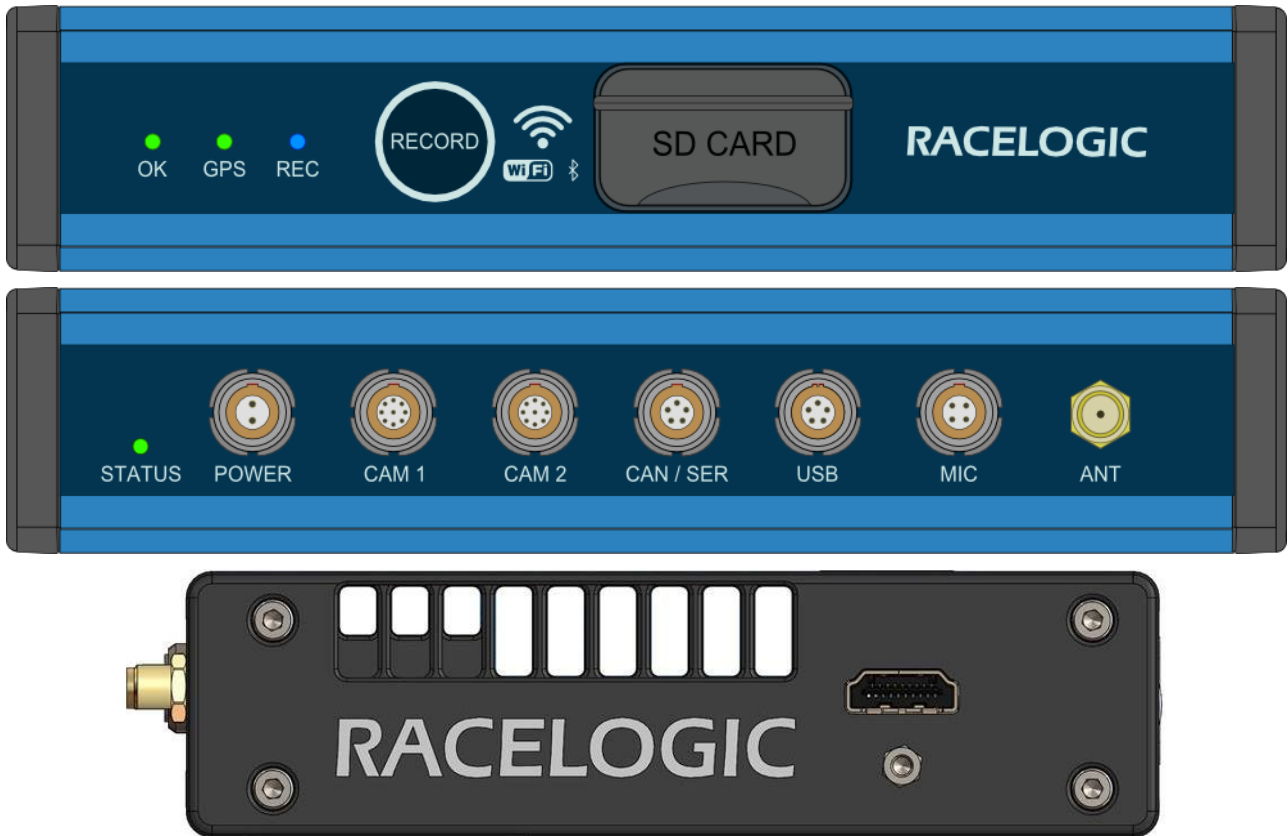 RECORD
SD CARD
RACELOGIC
OK GPS REC
WiFi
STATUS POWER CAM 1 CAM 2 CAN / SER USB MIC ANT
RACELOGIC